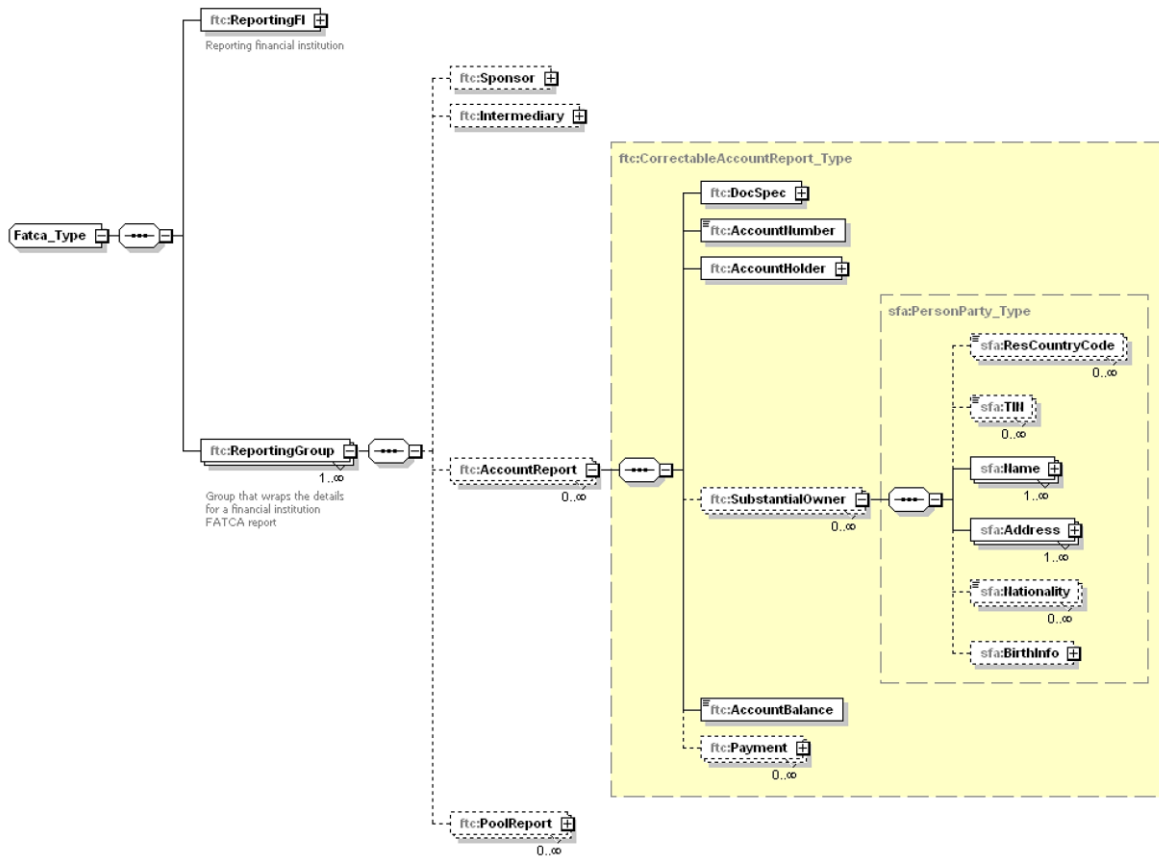 ftc:ReportingFI
Reporting financial institution
ftc:Sponsor
ftc:Intermediary
ftc:CorrectableAccountReport_Type
ftc:DocSpec
Fatca_Type
ftc:AccountNumber
ftc:AccountHolder
sfa:PersonParty_Type
sfa:ResCountryCode
0..∞
sfa:TIN
0..∞
ftc:ReportingGroup
1..∞
Group that wraps the details
for a financial institution
FATCA report
ftc:AccountReport
0..∞
ftc:SubstantialOwner
0..∞
sfa:Name
1..∞
sfa:Address
1..∞
sfa:Nationality
0..∞
sfa:BirthInfo
ftc:AccountBalance
ftc:Payment
0..∞
ftc:PoolReport
0..∞